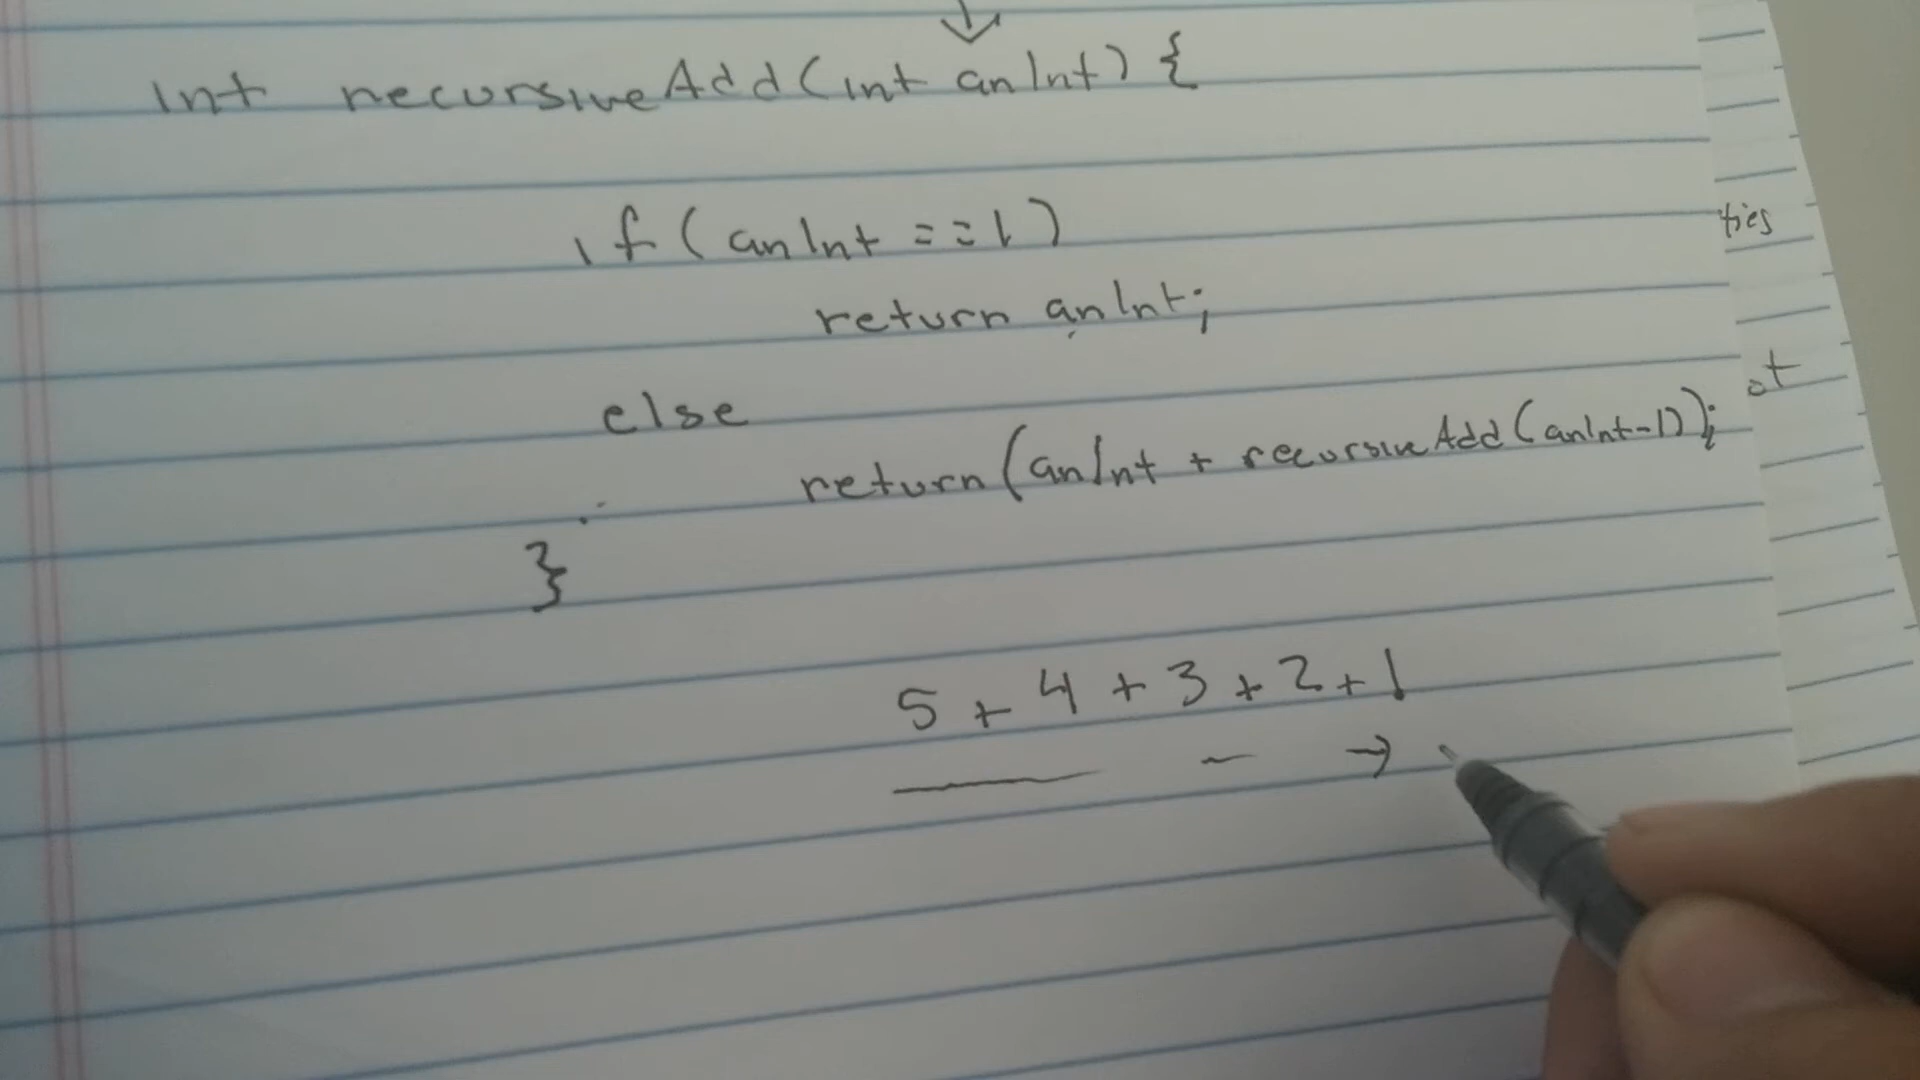 int recursiveAdd(int anInt) {
if (anInt == 1)
return anInt;
else
return (anInt + recursiveAdd(anInt-1);
}
5 + 4 + 3 + 2 + 1
ties